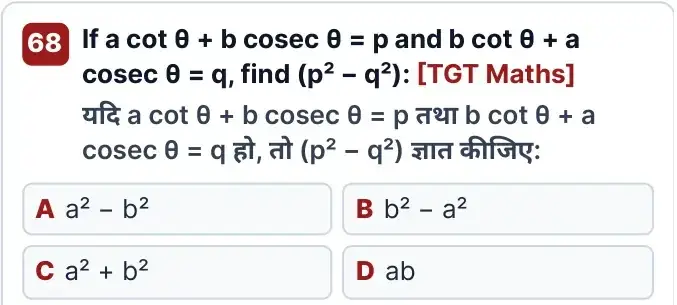 68 If a cot θ + b cosec θ = p and b cot θ + a
cosec θ = q, find (p² − q²): [TGT Maths]
यदि a cot θ + b cosec θ = p तथा b cot θ + a
cosec θ = q हो, तो (p² − q²) ज्ञात कीजिए:
A a² − b²
B b² − a²
C a² + b²
D ab